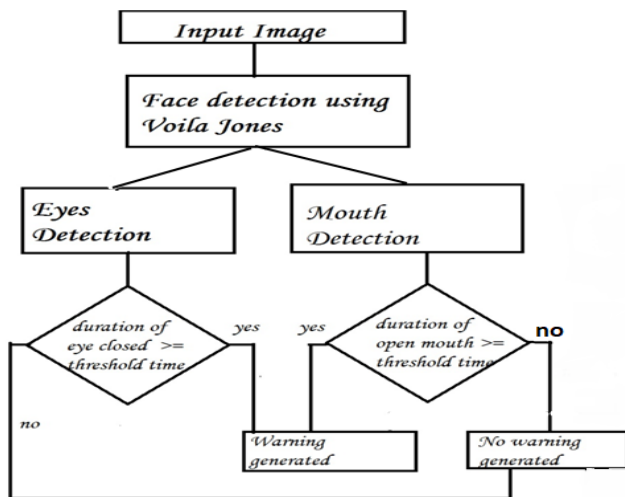 Input Image
Face detection using
Voila Jones
Eyes
Detection
Mouth
Detection
duration of
eye closed >=
threshold time
yes
no
yes
duration of
open mouth >=
threshold time
no
Warning
generated
No warning
generated